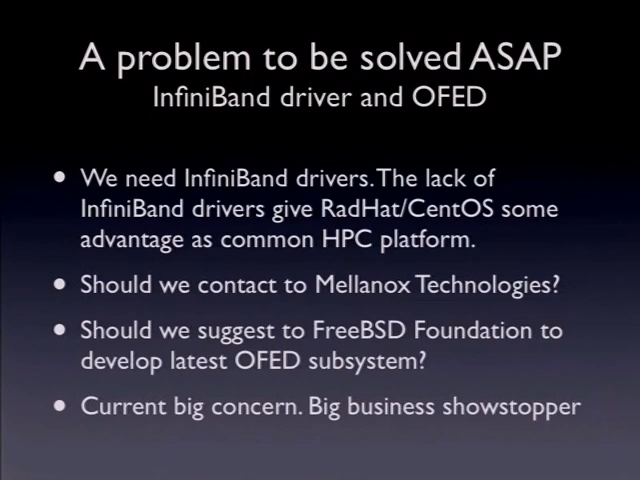 A problem to be solved ASAP
InfiniBand driver and OFED
• We need InfiniBand drivers. The lack of
InfiniBand drivers give RadHat/CentOS some
advantage as common HPC platform.
• Should we contact to Mellanox Technologies?
• Should we suggest to FreeBSD Foundation to
develop latest OFED subsystem?
• Current big concern. Big business showstopper